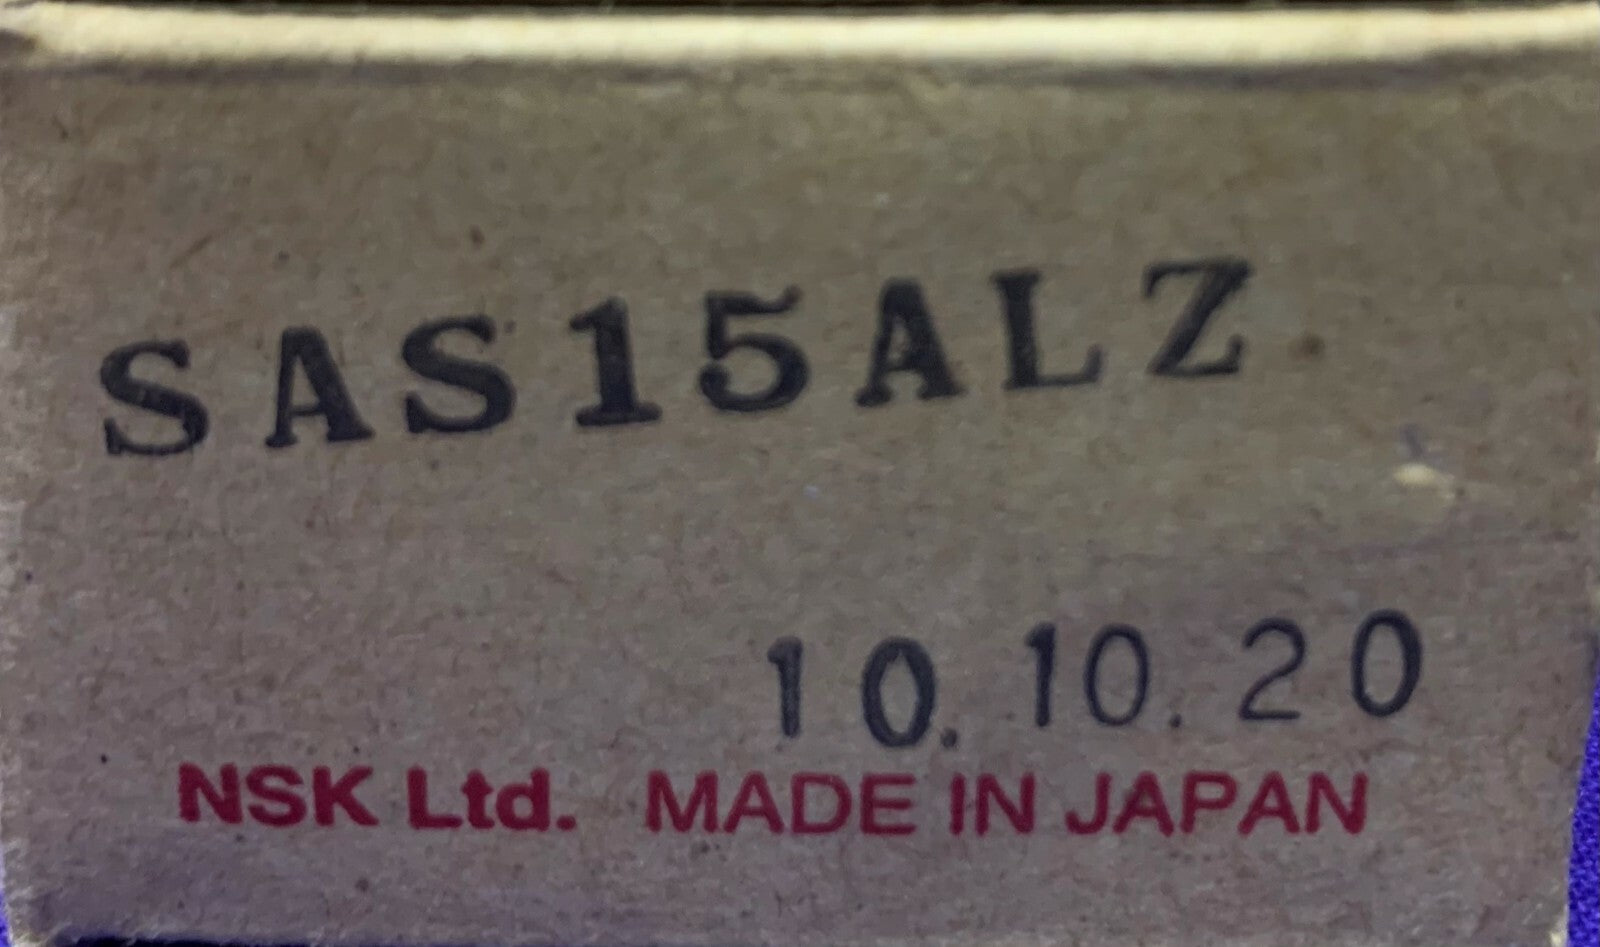 SAS15ALZ
10.10.20
NSK Ltd. MADE IN JAPAN